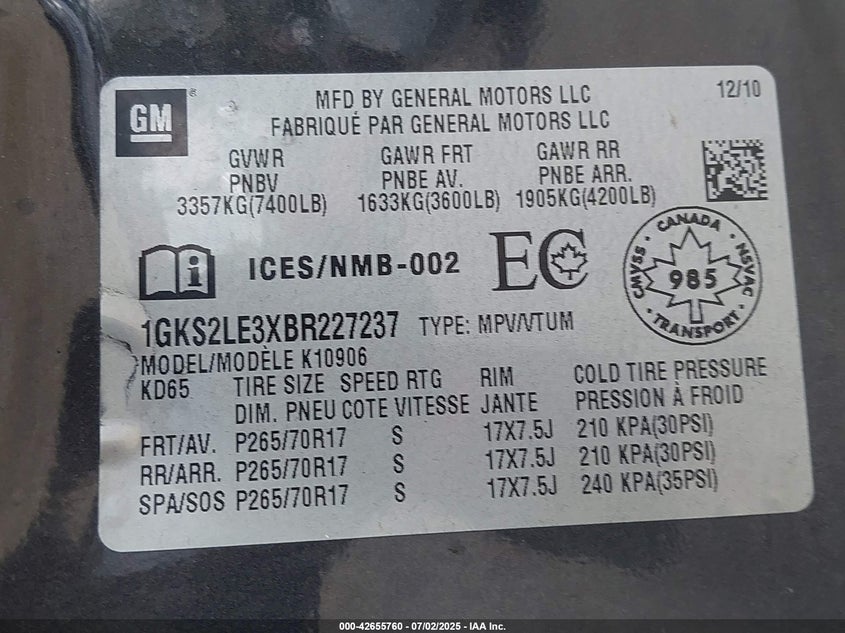 GM
MFD BY GENERAL MOTORS LLC
FABRIQUÉ PAR GENERAL MOTORS LLC
12/10
GVWR GAWR FRT GAWR RR
PNBV PNBE AV. PNBE ARR.
3357KG(7400LB) 1633KG(3600LB) 1905KG(4200LB)
i ICES/NMB-002 EC
CANADA
CMVSS NSVAC
985
TRANSPORT
1GKS2LE3XBR227237 TYPE: MPV/VTUM
MODEL/MODÈLE K10906
KD65 TIRE SIZE SPEED RTG RIM COLD TIRE PRESSURE
DIM. PNEU COTE VITESSE JANTE PRESSION À FROID
FRT/AV. P265/70R17 S 17X7.5J 210 KPA(30PSI)
RR/ARR. P265/70R17 S 17X7.5J 210 KPA(30PSI)
SPA/SOS P265/70R17 S 17X7.5J 240 KPA(35PSI)
000-42655760 - 07/02/2025 - IAA Inc.